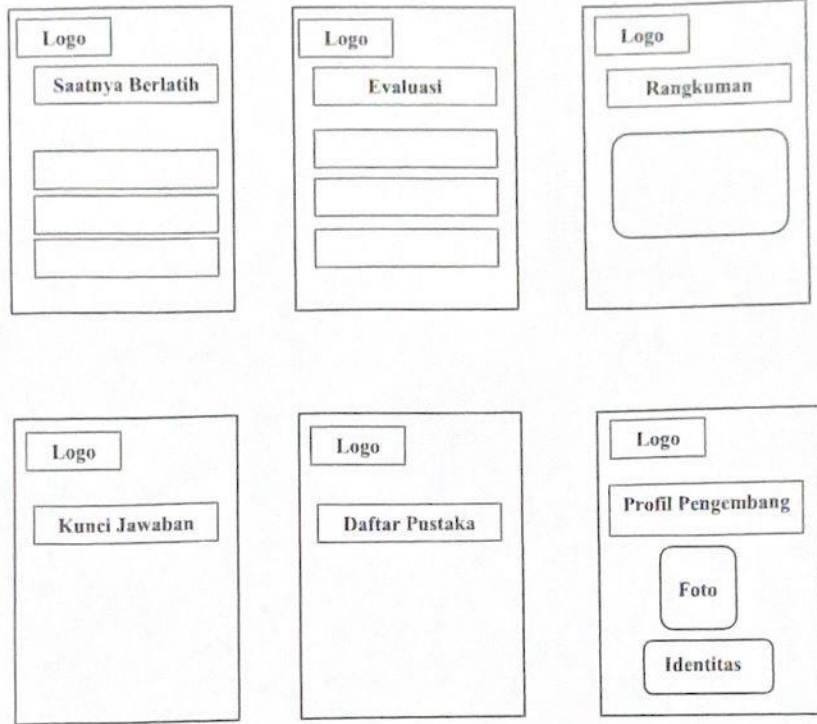 Logo
Saatnya Berlatih
Logo
Evaluasi
Logo
Rangkuman
Logo
Kunci Jawaban
Logo
Daftar Pustaka
Logo
Profil Pengembang
Foto
Identitas